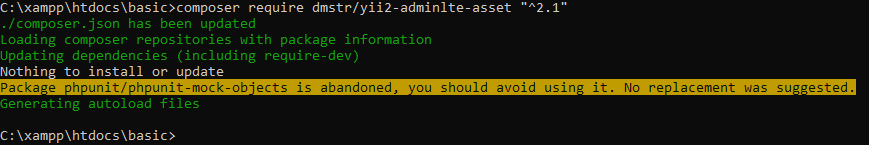 C:\xampp\htdocs\basic>composer require dmstr/yii2-adminlte-asset "^2.1"
./composer.json has been updated
Loading composer repositories with package information
Updating dependencies (including require-dev)
Nothing to install or update
Package phpunit/phpunit-mock-objects is abandoned, you should avoid using it. No replacement was suggested.
Generating autoload files
C:\xampp\htdocs\basic>